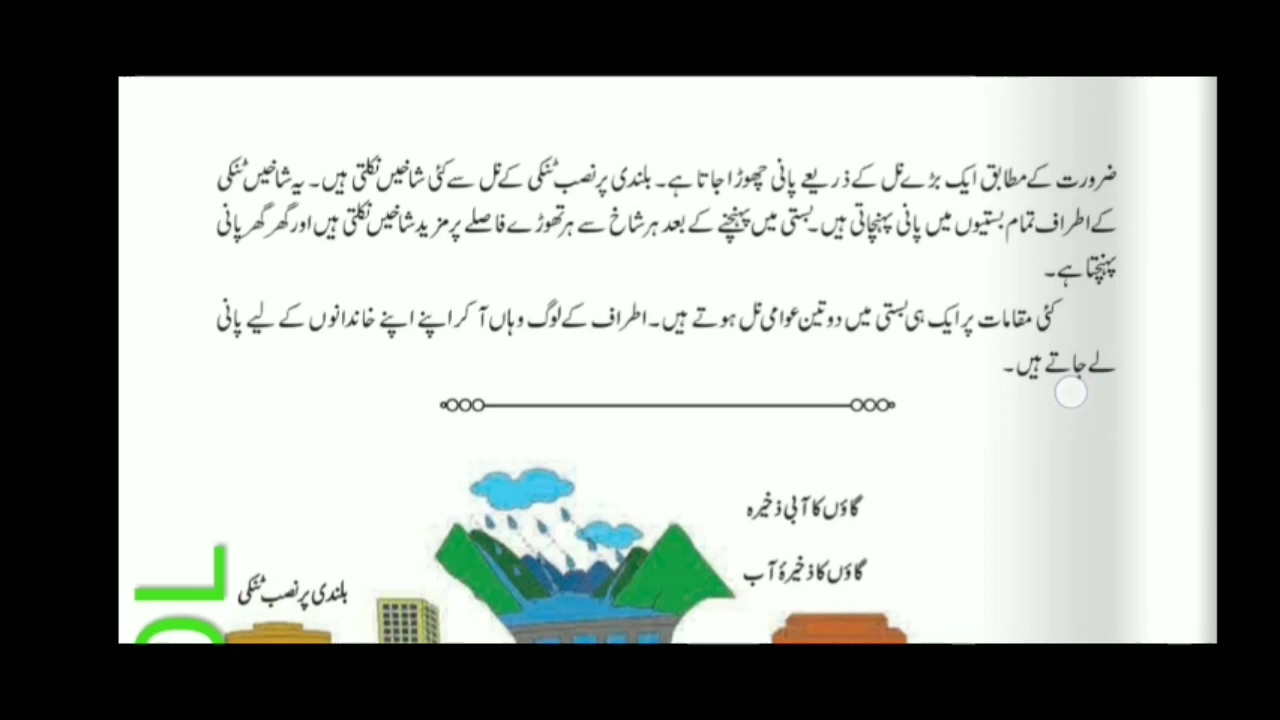 ضرورت کے مطابق ایک بڑے نل کے ذریعے پانی چھوڑا جاتا ہے۔ بلندی پر نصب ٹنکی کے نل سے کئی شاخیں نکلتی ہیں۔ یہ شاخیں ٹنکی
کے اطراف تمام بستیوں میں پانی پہنچاتی ہیں۔ بستی میں پہنچنے کے بعد ہر شاخ سے ہر تھوڑے فاصلے پر مزید شاخیں نکلتی ہیں اور گھر گھر پانی
پہنچتا ہے۔
کئی مقامات پر ایک ہی بستی میں دو تین عوامی نل ہوتے ہیں۔ اطراف کے لوگ وہاں آ کر اپنے اپنے خاندانوں کے لیے پانی
لے جاتے ہیں۔
گاؤں کا آبی ذخیرہ
گاؤں کا ذخیرۂ آب
بلندی پر نصب ٹنکی